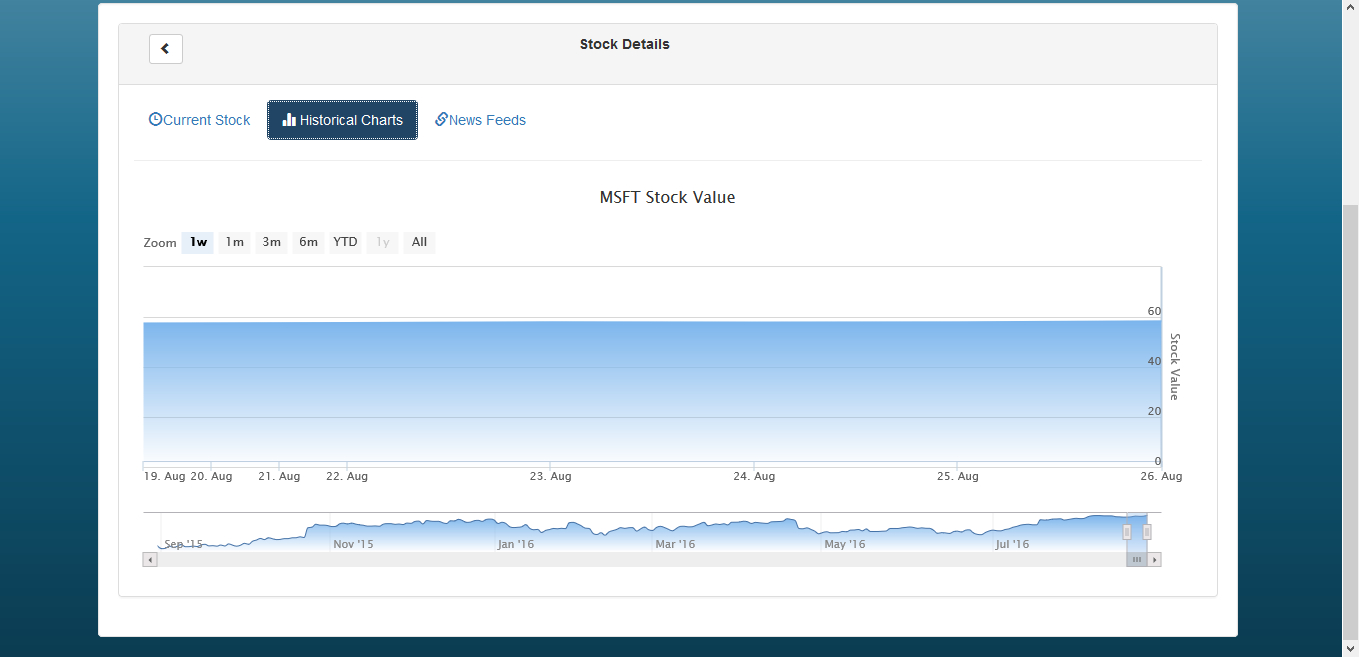 Stock Details
Current Stock Historical Charts News Feeds
MSFT Stock Value
Zoom 1w 1m 3m 6m YTD 1y All
60
40
20
0
Stock Value
19. Aug 20. Aug 21. Aug 22. Aug 23. Aug 24. Aug 25. Aug 26. Aug
Sep '15 Nov '15 Jan '16 Mar '16 May '16 Jul '16